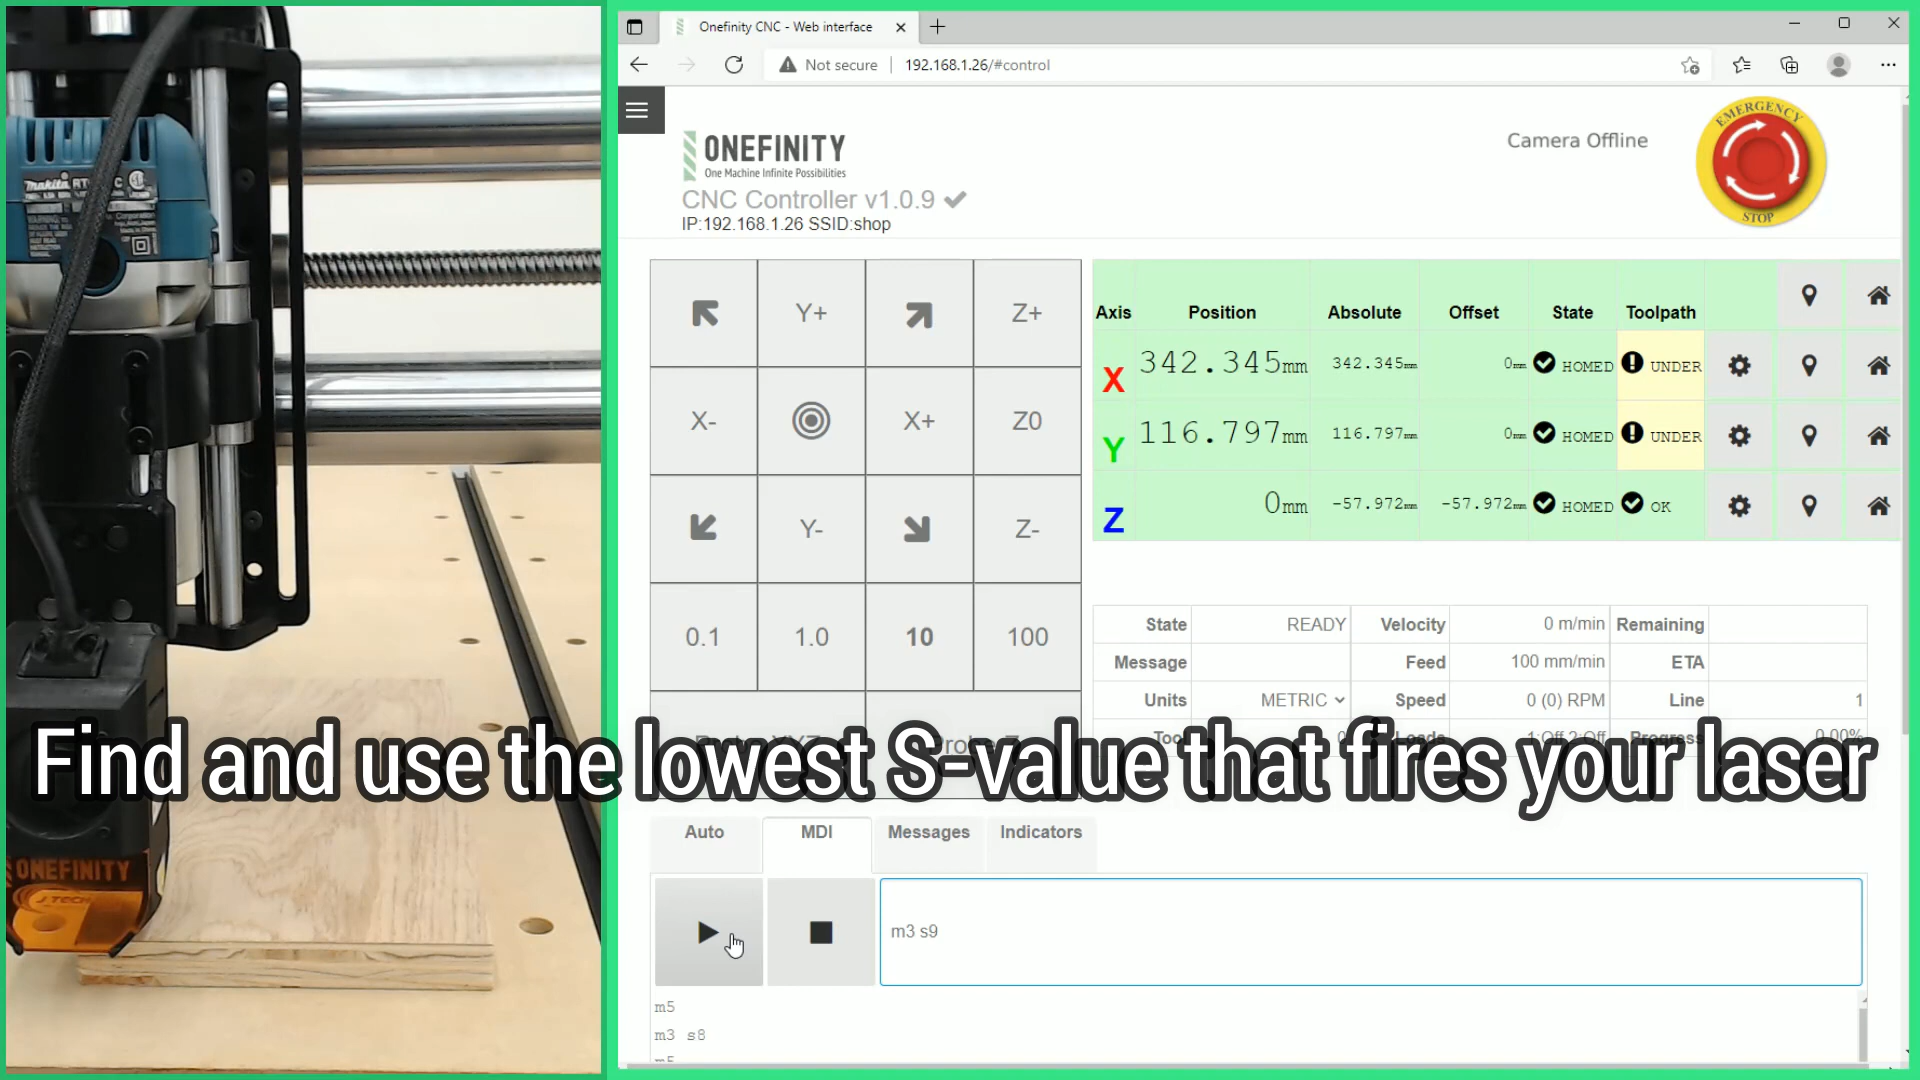 Onefinity CNC - Web interface
Not secure
192.168.1.26/#control
ONEFINITY
One Machine Infinite Possibilities
CNC Controller v1.0.9
IP:192.168.1.26 SSID:shop
Camera Offline
EMERGENCY
STOP
makita
Y+
Z+
X-
X+
Z0
Y-
Z-
0.1
1.0
10
100
Axis Position Absolute Offset State Toolpath
X 342.345mm 342.345mm 0mm HOMED UNDER
Y 116.797mm 116.797mm 0mm HOMED UNDER
Z 0mm -57.972mm -57.972mm HOMED OK
State READY Velocity 0 m/min Remaining
Message Feed 100 mm/min ETA
Units METRIC Speed 0 (0) RPM Line 1
Find and use the lowest S-value that fires your laser
Auto MDI Messages Indicators
m3 s9
m5
m3 s8
m5
ONEFINITY
J TECH